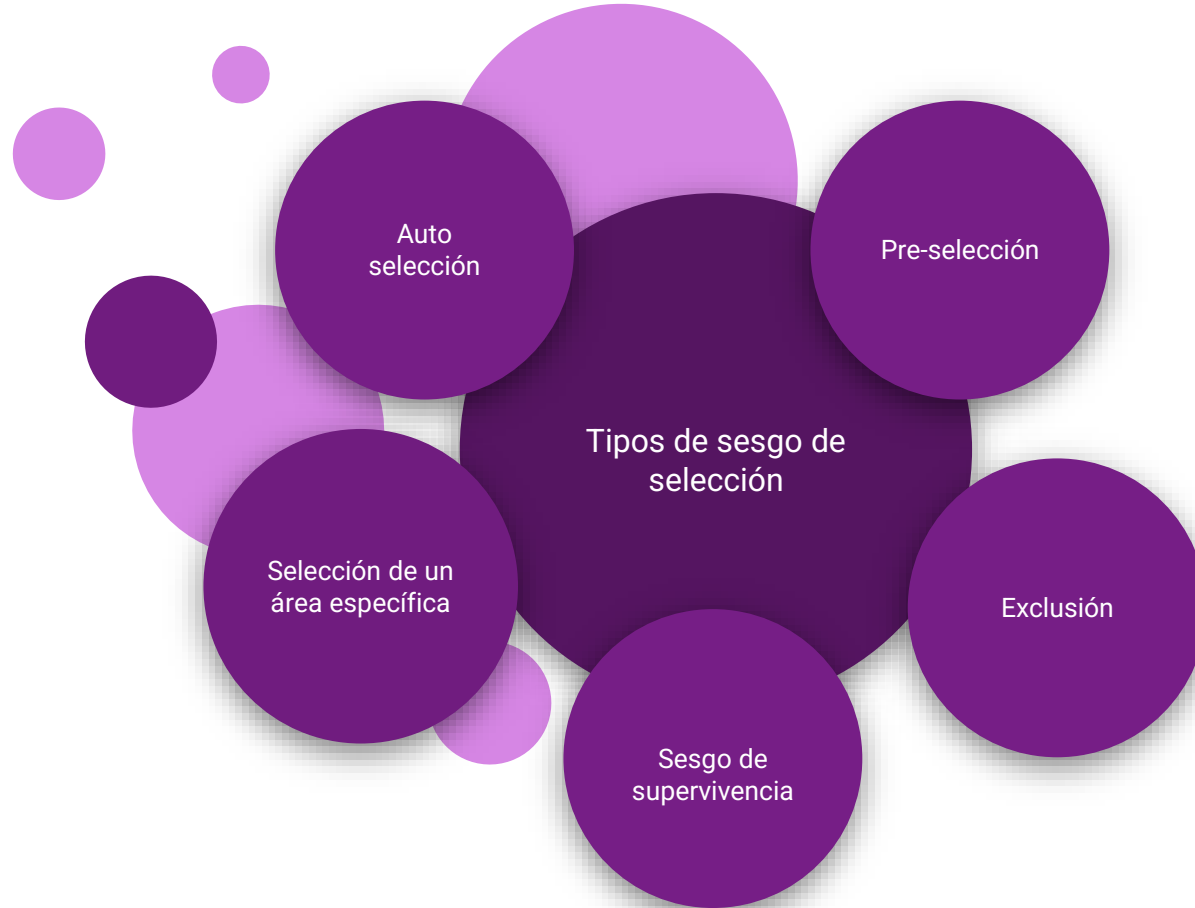 Auto
selección
Pre-selección
Tipos de sesgo de
selección
Selección de un
área específica
Exclusión
Sesgo de
supervivencia